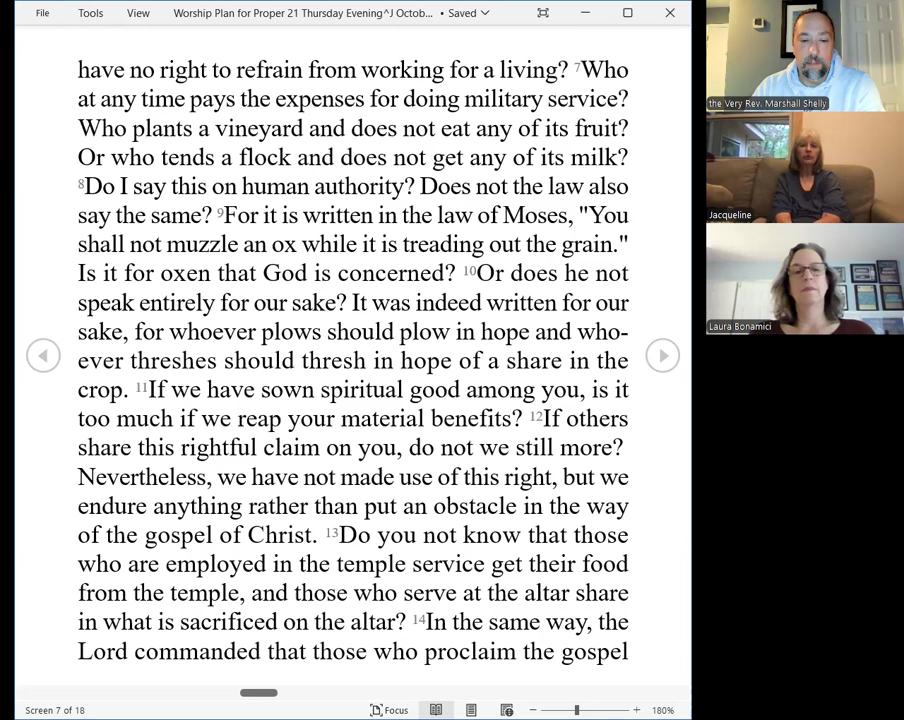 File Tools View Worship Plan for Proper 21 Thursday Evening^J Octob... • Saved
have no right to refrain from working for a living? 7Who
at any time pays the expenses for doing military service?
Who plants a vineyard and does not eat any of its fruit?
Or who tends a flock and does not get any of its milk?
8Do I say this on human authority? Does not the law also
say the same? 9For it is written in the law of Moses, "You
shall not muzzle an ox while it is treading out the grain."
Is it for oxen that God is concerned? 10Or does he not
speak entirely for our sake? It was indeed written for our
sake, for whoever plows should plow in hope and who-
ever threshes should thresh in hope of a share in the
crop. 11If we have sown spiritual good among you, is it
too much if we reap your material benefits? 12If others
share this rightful claim on you, do not we still more?
Nevertheless, we have not made use of this right, but we
endure anything rather than put an obstacle in the way
of the gospel of Christ. 13Do you not know that those
who are employed in the temple service get their food
from the temple, and those who serve at the altar share
in what is sacrificed on the altar? 14In the same way, the
Lord commanded that those who proclaim the gospel
Screen 7 of 18 Focus 180%
the Very Rev. Marshall Shelly
Jacqueline
Laura Bonamici